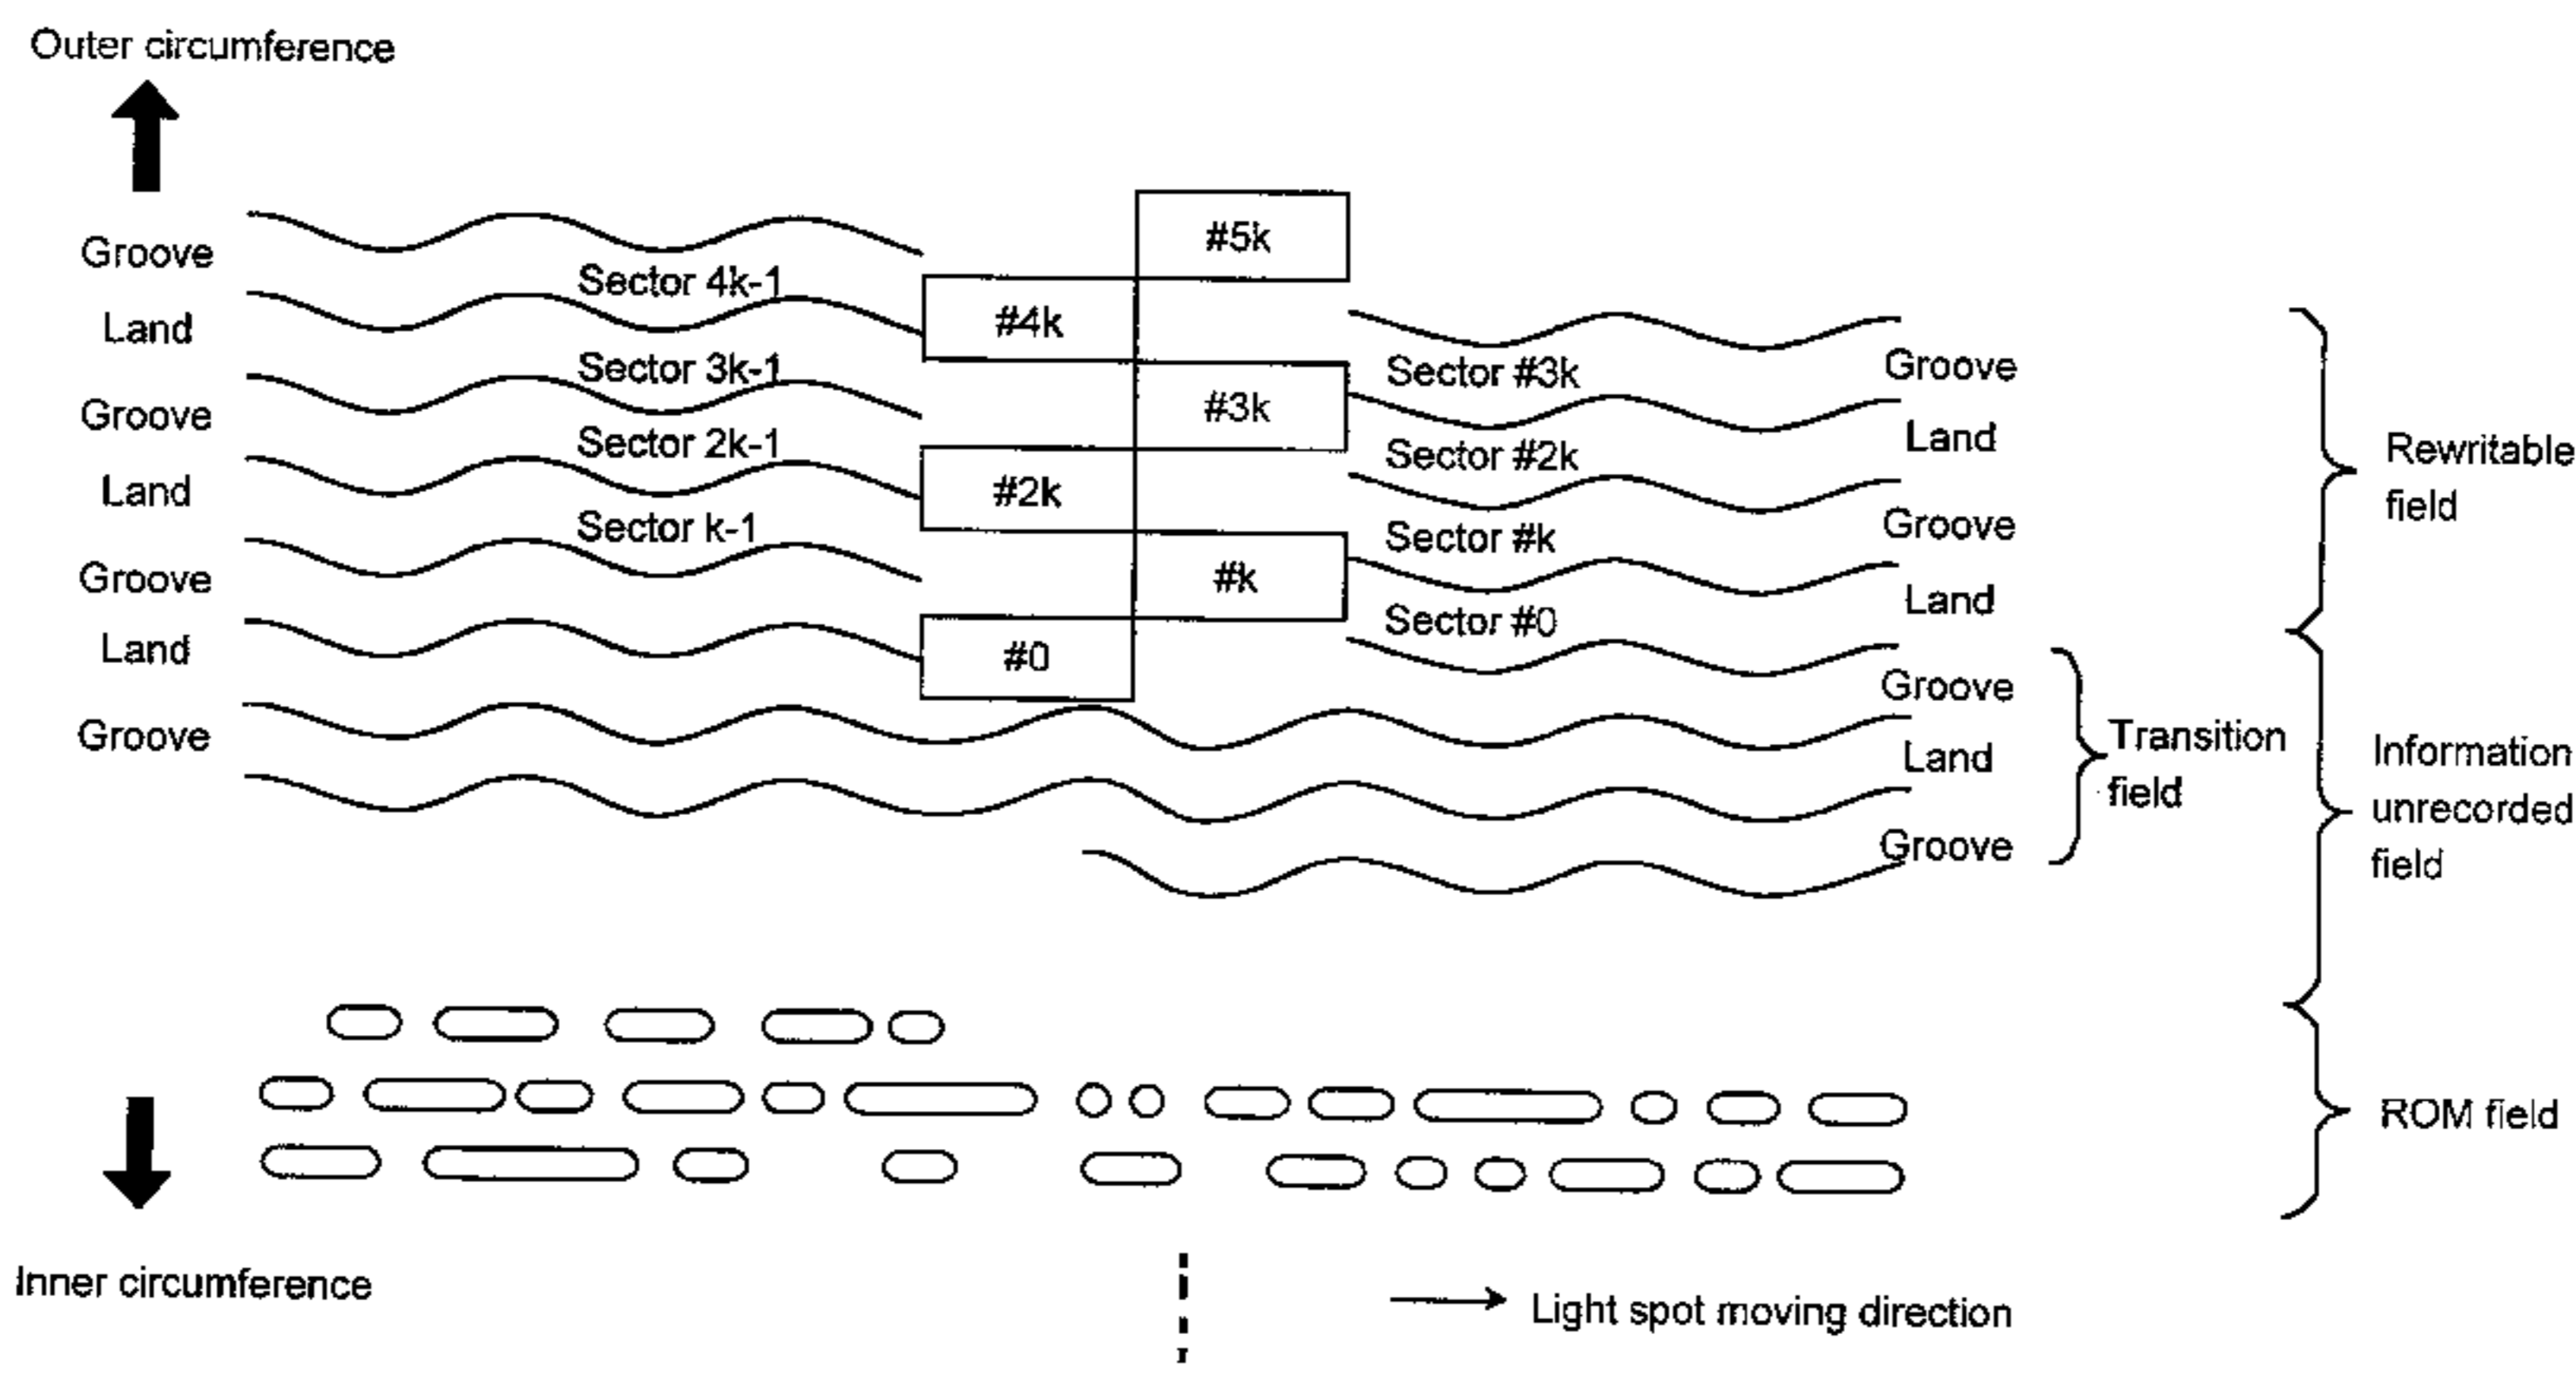 Outer circumference
#5k
Groove
Sector 4k-1
#4k
Land
Sector 3k-1
Sector #3k
Groove
#3k
Groove
Land
Sector 2k-1
Sector #2k
Rewritable
field
Land
#2k
Groove
Sector k-1
Sector #k
Groove
#k
Land
Sector #0
Land
#0
Groove
Groove
Land
Transition
field
Information
unrecorded
field
Groove
ROM field
Inner circumference
Light spot moving direction